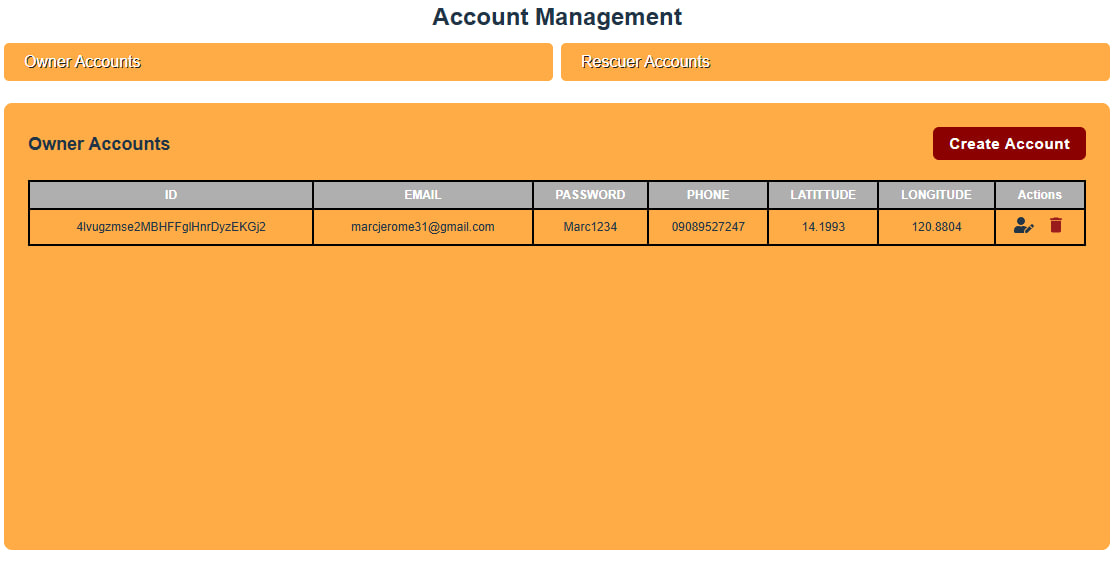 Account Management
Owner Accounts
Rescuer Accounts
Owner Accounts
Create Account
ID EMAIL PASSWORD PHONE LATITTUDE LONGITUDE Actions
4lvugzmse2MBHFFglHnrDyzEKGj2 marcjerome31@gmail.com Marc1234 09089527247 14.1993 120.8804